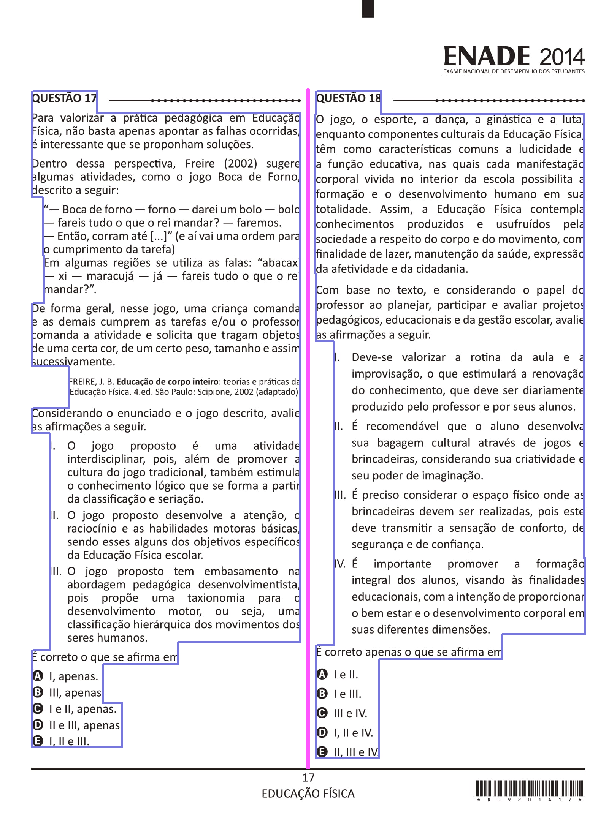 ENADE 2014
EXAME NACIONAL DE DESEMPENHO DOS ESTUDANTES
QUESTÃO 17
Para valorizar a prática pedagógica em Educação
Física, não basta apenas apontar as falhas ocorridas,
é interessante que se proponham soluções.
Dentro dessa perspectiva, Freire (2002) sugere
algumas atividades, como o jogo Boca de Forno,
descrito a seguir:
“— Boca de forno — forno — darei um bolo — bolo
— fareis tudo o que o rei mandar? — faremos.
— Então, corram até [...]” (e aí vai uma ordem para
o cumprimento da tarefa)
Em algumas regiões se utiliza as falas: “abacax
— xi — maracujá — já — fareis tudo o que o rei
mandar?”.
De forma geral, nesse jogo, uma criança comanda
e as demais cumprem as tarefas e/ou o professor
comanda a atividade e solicita que tragam objetos
de uma certa cor, de um certo peso, tamanho e assim
sucessivamente.
FREIRE, J. B. Educação de corpo inteiro: teorias e práticas da
Educação Física. 4.ed. São Paulo: Scipione, 2002 (adaptado)
Considerando o enunciado e o jogo descrito, avalie
as afirmações a seguir.
I. O jogo proposto é uma atividade
interdisciplinar, pois, além de promover a
cultura do jogo tradicional, também estimula
o conhecimento lógico que se forma a partir
da classificação e seriação.
II. O jogo proposto desenvolve a atenção, o
raciocínio e as habilidades motoras básicas,
sendo esses alguns dos objetivos específicos
da Educação Física escolar.
III. O jogo proposto tem embasamento na
abordagem pedagógica desenvolvimentista,
pois propõe uma taxionomia para o
desenvolvimento motor, ou seja, uma
classificação hierárquica dos movimentos dos
seres humanos.
É correto o que se afirma em
A I, apenas.
B III, apenas
C I e II, apenas.
D II e III, apenas
E I, II e III.
QUESTÃO 18
O jogo, o esporte, a dança, a ginástica e a luta,
enquanto componentes culturais da Educação Física,
têm como características comuns a ludicidade e
a função educativa, nas quais cada manifestação
corporal vivida no interior da escola possibilita a
formação e o desenvolvimento humano em sua
totalidade. Assim, a Educação Física contempla
conhecimentos produzidos e usufruídos pela
sociedade a respeito do corpo e do movimento, com
finalidade de lazer, manutenção da saúde, expressão
da afetividade e da cidadania.
Com base no texto, e considerando o papel do
professor ao planejar, participar e avaliar projetos
pedagógicos, educacionais e da gestão escolar, avalie
as afirmações a seguir.
I. Deve-se valorizar a rotina da aula e a
improvisação, o que estimulará a renovação
do conhecimento, que deve ser diariamente
produzido pelo professor e por seus alunos.
II. É recomendável que o aluno desenvolva
sua bagagem cultural através de jogos e
brincadeiras, considerando sua criatividade e
seu poder de imaginação.
III. É preciso considerar o espaço físico onde as
brincadeiras devem ser realizadas, pois este
deve transmitir a sensação de conforto, de
segurança e de confiança.
IV. É importante promover a formação
integral dos alunos, visando às finalidades
educacionais, com a intenção de proporcionar
o bem estar e o desenvolvimento corporal em
suas diferentes dimensões.
É correto apenas o que se afirma em
A I e II.
B I e III.
C III e IV.
D I, II e IV.
E II, III e IV.
17
EDUCAÇÃO FÍSICA